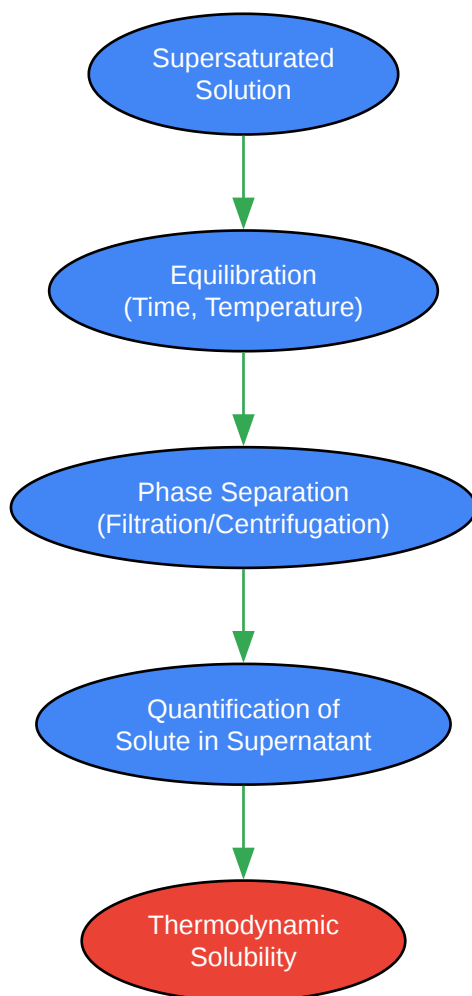 Supersaturated
Solution
Equilibration
(Time, Temperature)
Phase Separation
(Filtration/Centrifugation)
Quantification of
Solute in Supernatant
Thermodynamic
Solubility